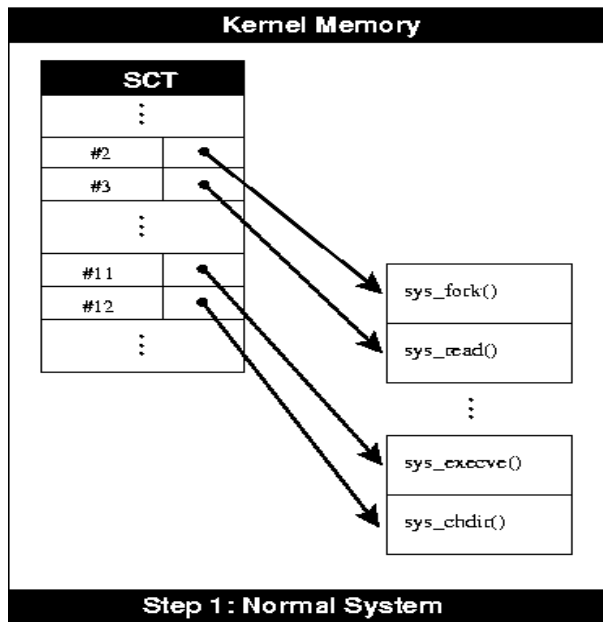 Kernel Memory
SCT
⋮
#2
#3
⋮
#11
#12
⋮
sys_fork()
sys_read()
⋮
sys_execve()
sys_chdir()
Step 1: Normal System